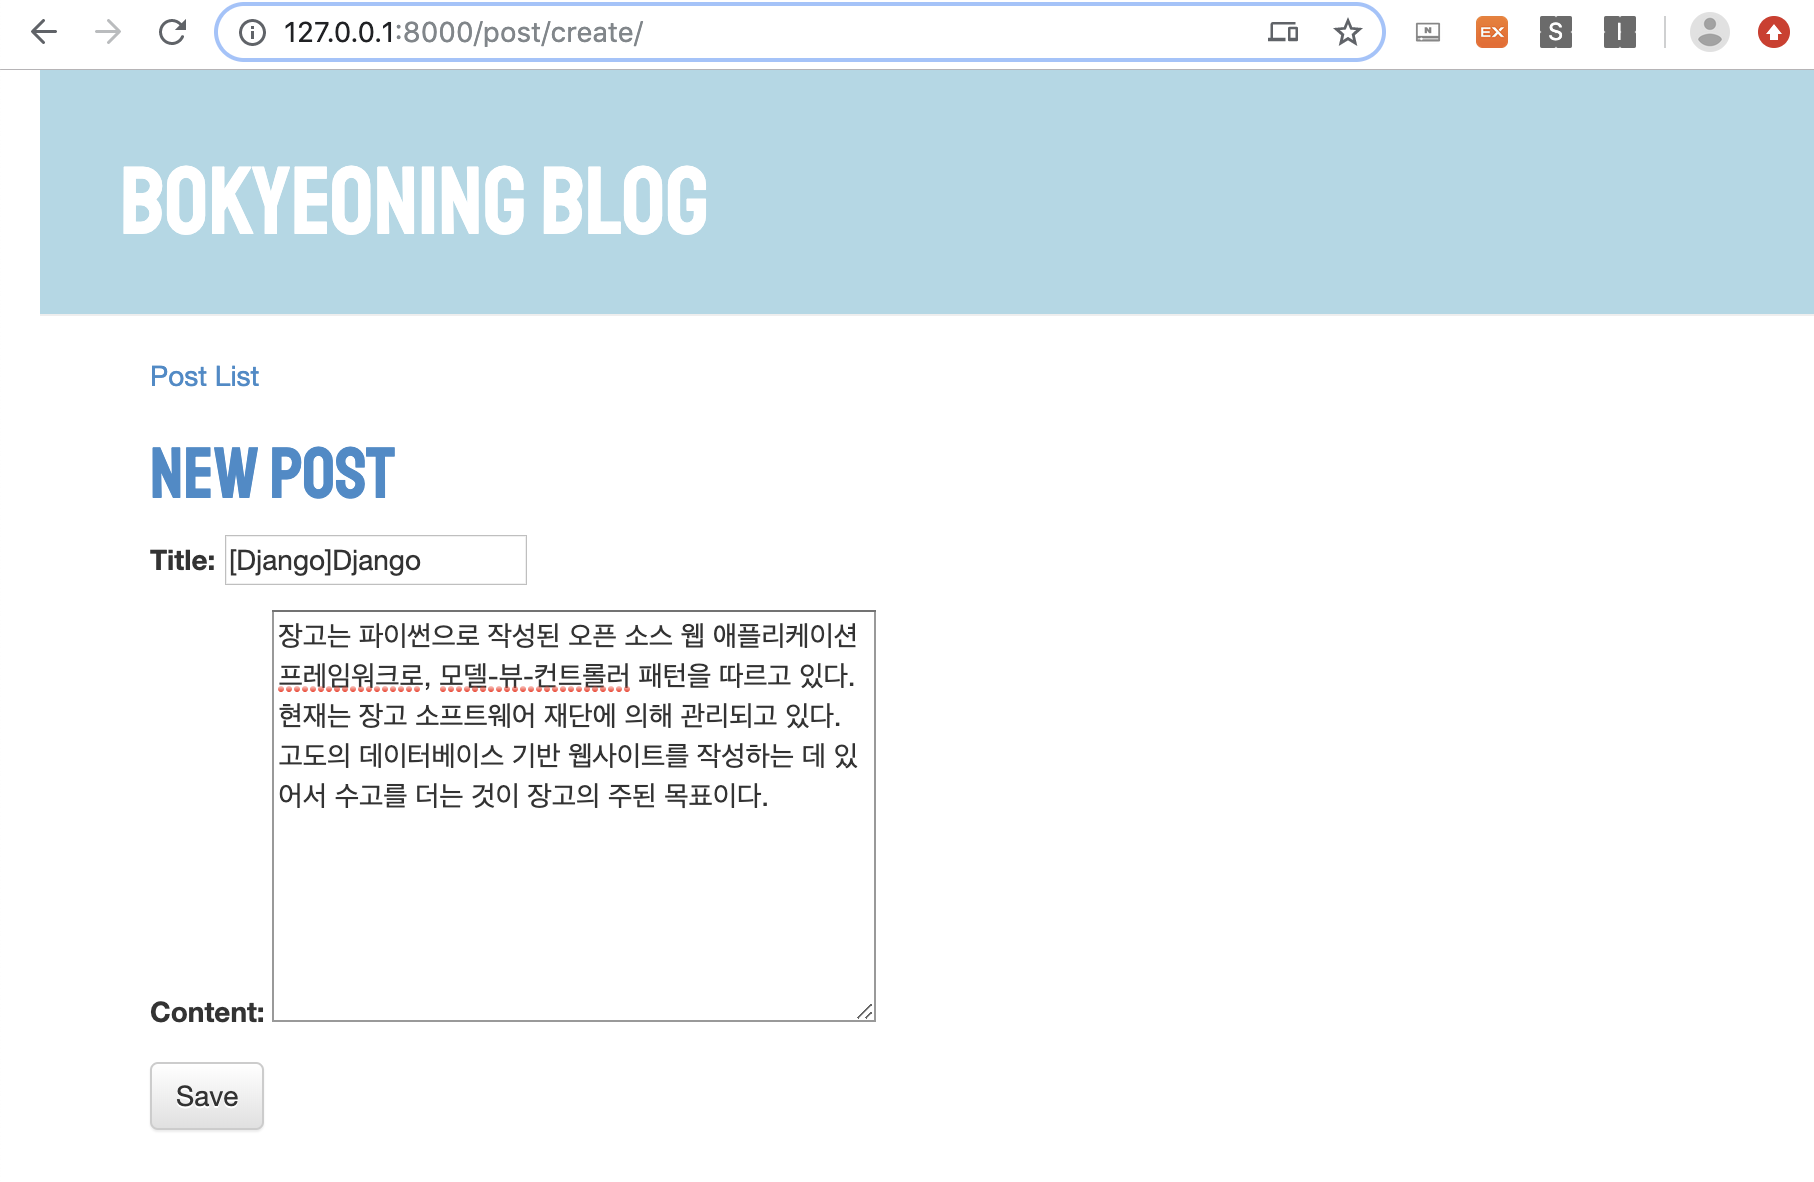 127.0.0.1:8000/post/create/
N
EX
S
I
BOKYEONING BLOG
Post List
NEW POST
Title: [Django]Django
장고는 파이썬으로 작성된 오픈 소스 웹 애플리케이션
프레임워크로, 모델-뷰-컨트롤러 패턴을 따르고 있다.
현재는 장고 소프트웨어 재단에 의해 관리되고 있다.
고도의 데이터베이스 기반 웹사이트를 작성하는 데 있
어서 수고를 더는 것이 장고의 주된 목표이다.
Content:
Save